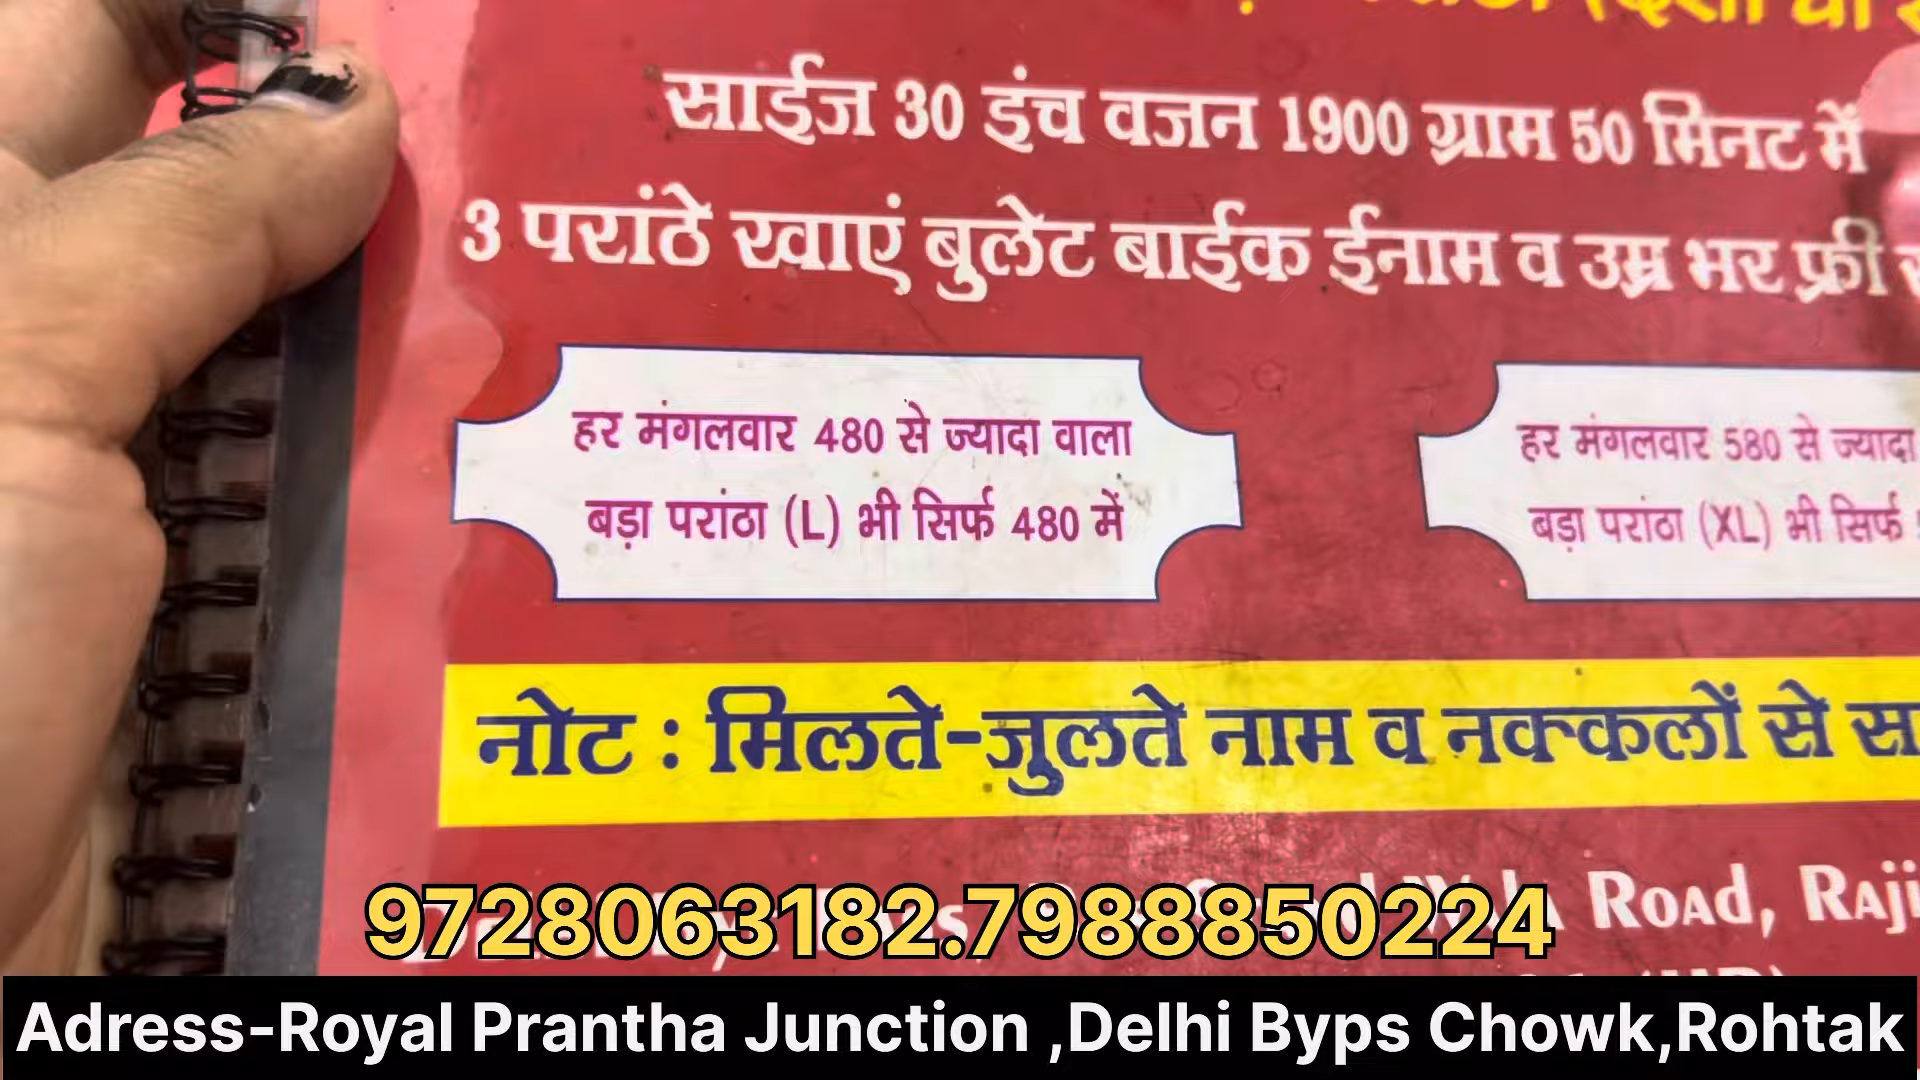 साईज 30 इंच वजन 1900 ग्राम 50 मिनट में
3 परांठे खाएं बुलेट बाईक ईनाम व उम्र भर फ्री
हर मंगलवार 480 से ज्यादा वाला
बड़ा परांठा (L) भी सिर्फ 480 में
हर मंगलवार 580 से ज्यादा
बड़ा परांठा (XL) भी सिर्फ
नोट : मिलते-जुलते नाम व नक्कलों से
ROAD,
9728063182.7988850224
Adress-Royal Prantha Junction ,Delhi Byps Chowk,Rohtak